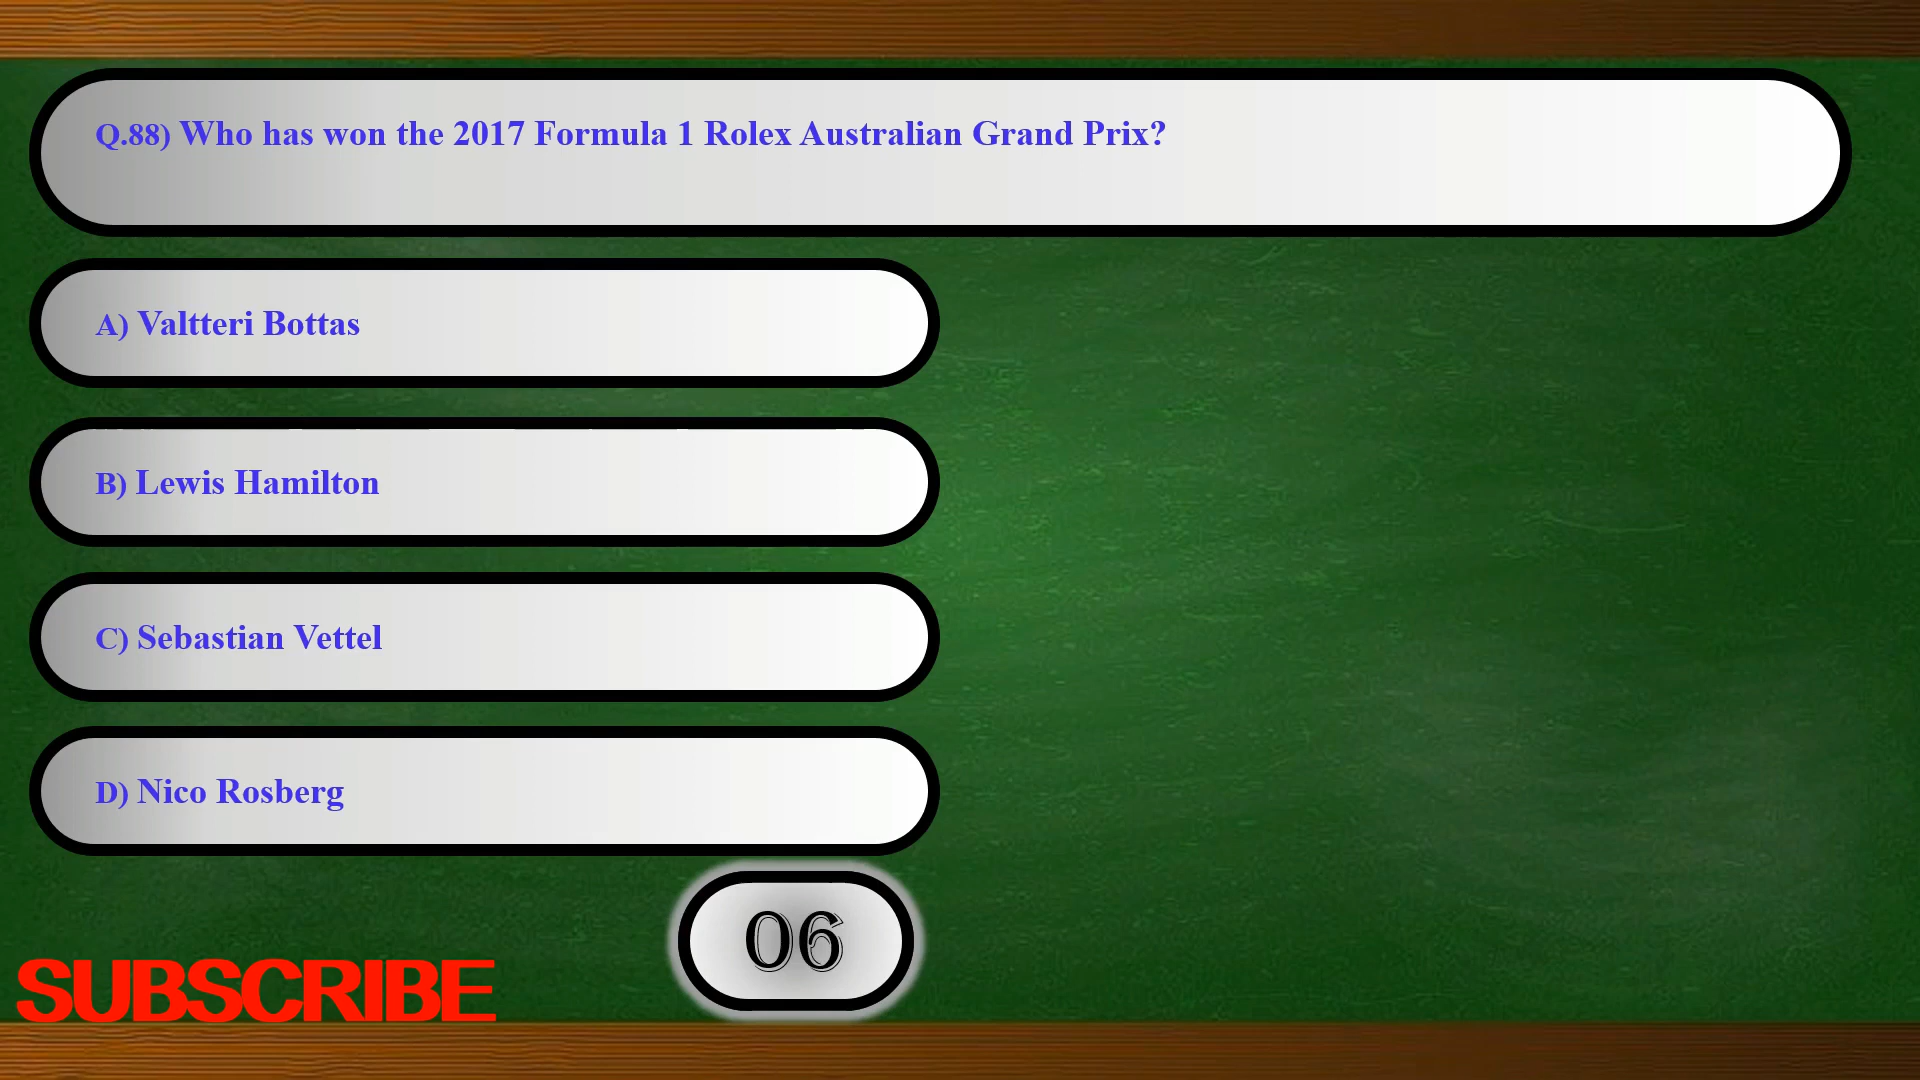 Q.88) Who has won the 2017 Formula 1 Rolex Australian Grand Prix?
A) Valtteri Bottas
B) Lewis Hamilton
C) Sebastian Vettel
D) Nico Rosberg
06
SUBSCRIBE